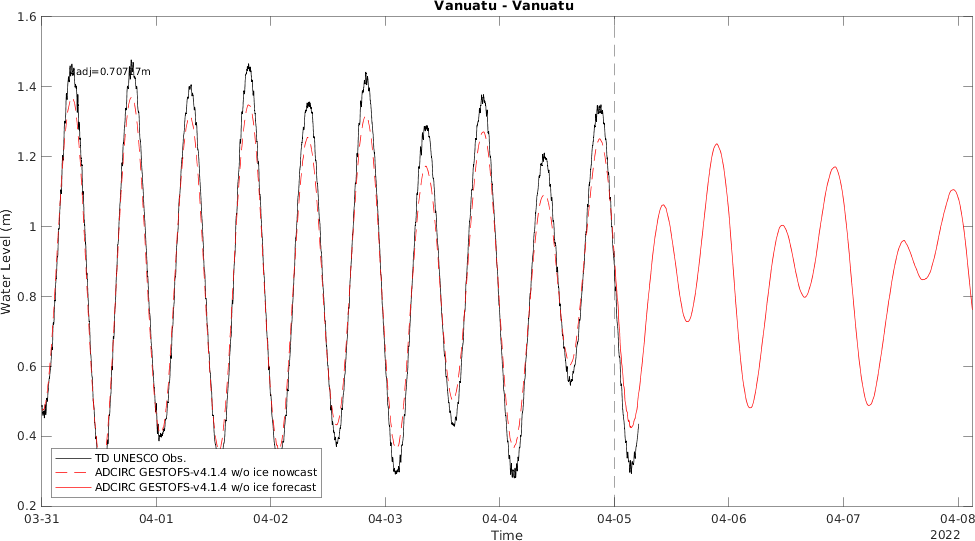 Vanuatu - Vanuatu
1.6
1.4
1.2
1
0.8
0.6
0.4
0.2
Water Level (m)
TD UNESCO Obs.
ADCIRC GESTOFS-v4.1.4 w/o ice nowcast
ADCIRC GESTOFS-v4.1.4 w/o ice forecast
03-31 04-01 04-02 04-03 04-04 04-05 04-06 04-07 04-08
Time
2022